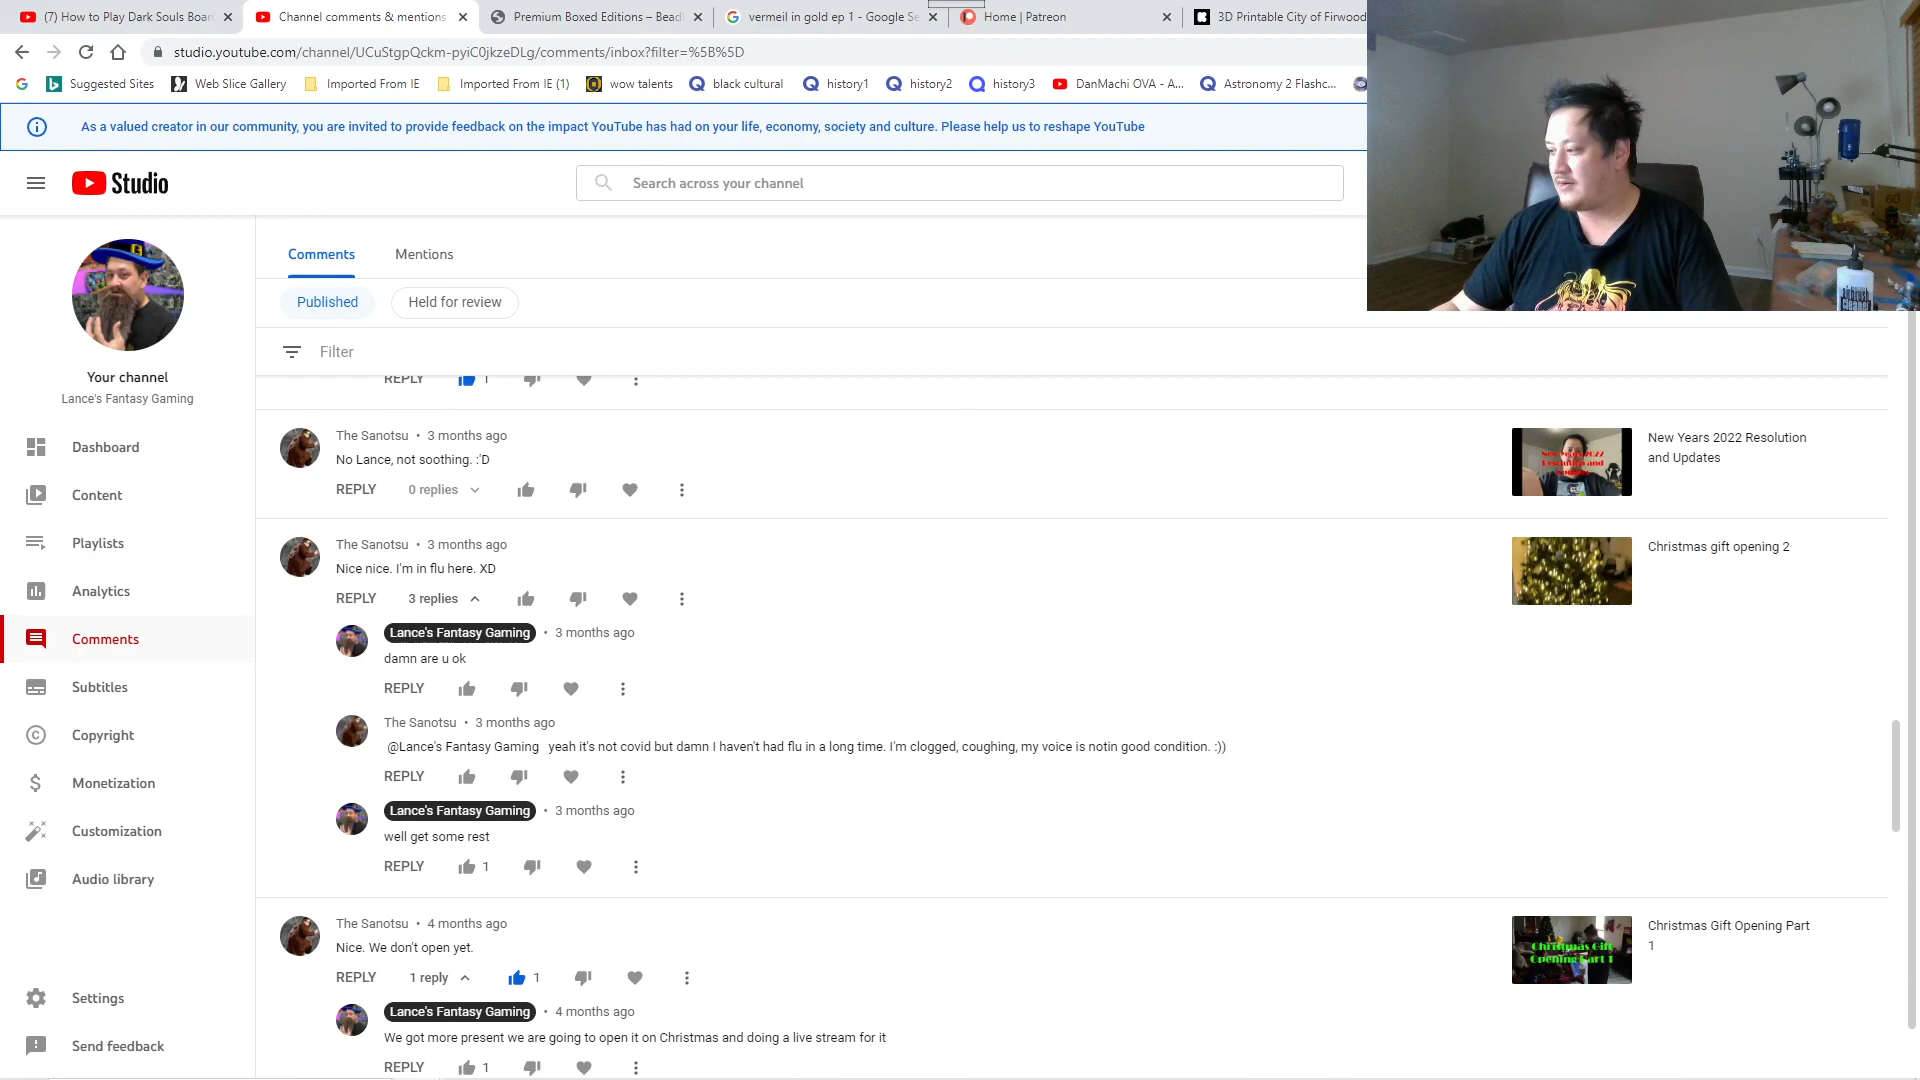 (7) How to Play Dark Souls Boar
Channel comments & mentions
Premium Boxed Editions – Beadl
vermeil in gold ep 1 - Google Se
Home | Patreon
3D Printable City of Firwood
studio.youtube.com/channel/UCuStgpQckm-pyiC0jkzeDLg/comments/inbox?filter=%5B%5D
Suggested Sites
Web Slice Gallery
Imported From IE
Imported From IE (1)
wow talents
black cultural
history1
history2
history3
DanMachi OVA - A...
Astronomy 2 Flashc...
As a valued creator in our community, you are invited to provide feedback on the impact YouTube has had on your life, economy, society and culture. Please help us to reshape YouTube
Studio
Search across your channel
Comments
Mentions
Published
Held for review
Filter
Your channel
Lance's Fantasy Gaming
Dashboard
Content
Playlists
Analytics
Comments
Subtitles
Copyright
Monetization
Customization
Audio library
Settings
Send feedback
REPLY 1
The Sanotsu • 3 months ago
No Lance, not soothing. :'D
REPLY 0 replies
New Years 2022 Resolution
and Updates
New Years 2022
Resolution and
The Sanotsu • 3 months ago
Nice nice. I'm in flu here. XD
REPLY 3 replies
Christmas gift opening 2
Lance's Fantasy Gaming • 3 months ago
damn are u ok
REPLY
The Sanotsu • 3 months ago
@Lance's Fantasy Gaming yeah it's not covid but damn I haven't had flu in a long time. I'm clogged, coughing, my voice is notin good condition. :))
REPLY
Lance's Fantasy Gaming • 3 months ago
well get some rest
REPLY 1
The Sanotsu • 4 months ago
Nice. We don't open yet.
REPLY 1 reply 1
Christmas Gift Opening Part
1
Christmas Gift
Opening Part 1
Lance's Fantasy Gaming • 4 months ago
We got more present we are going to open it on Christmas and doing a live stream for it
REPLY 1
airbrush
cleaner